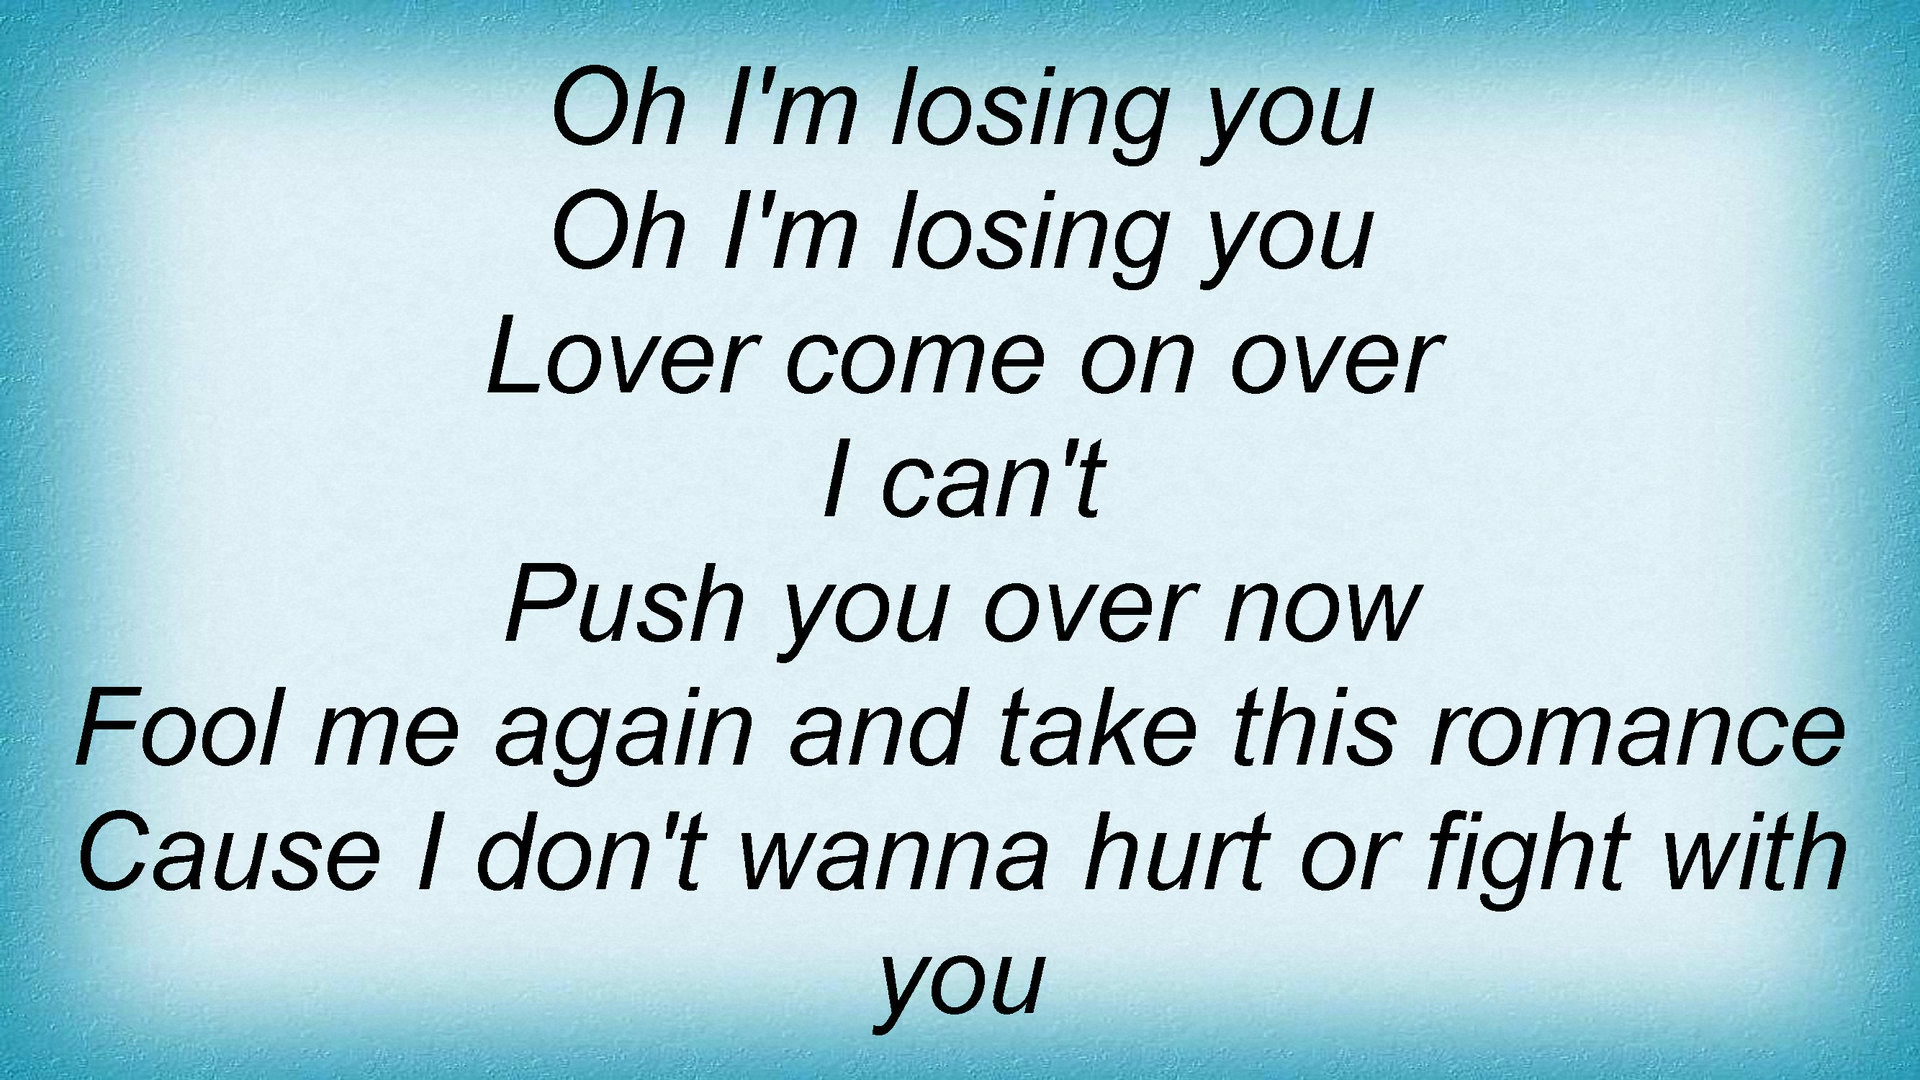 Oh I'm losing you
Oh I'm losing you
Lover come on over
I can't
Push you over now
Fool me again and take this romance
Cause I don't wanna hurt or fight with
you